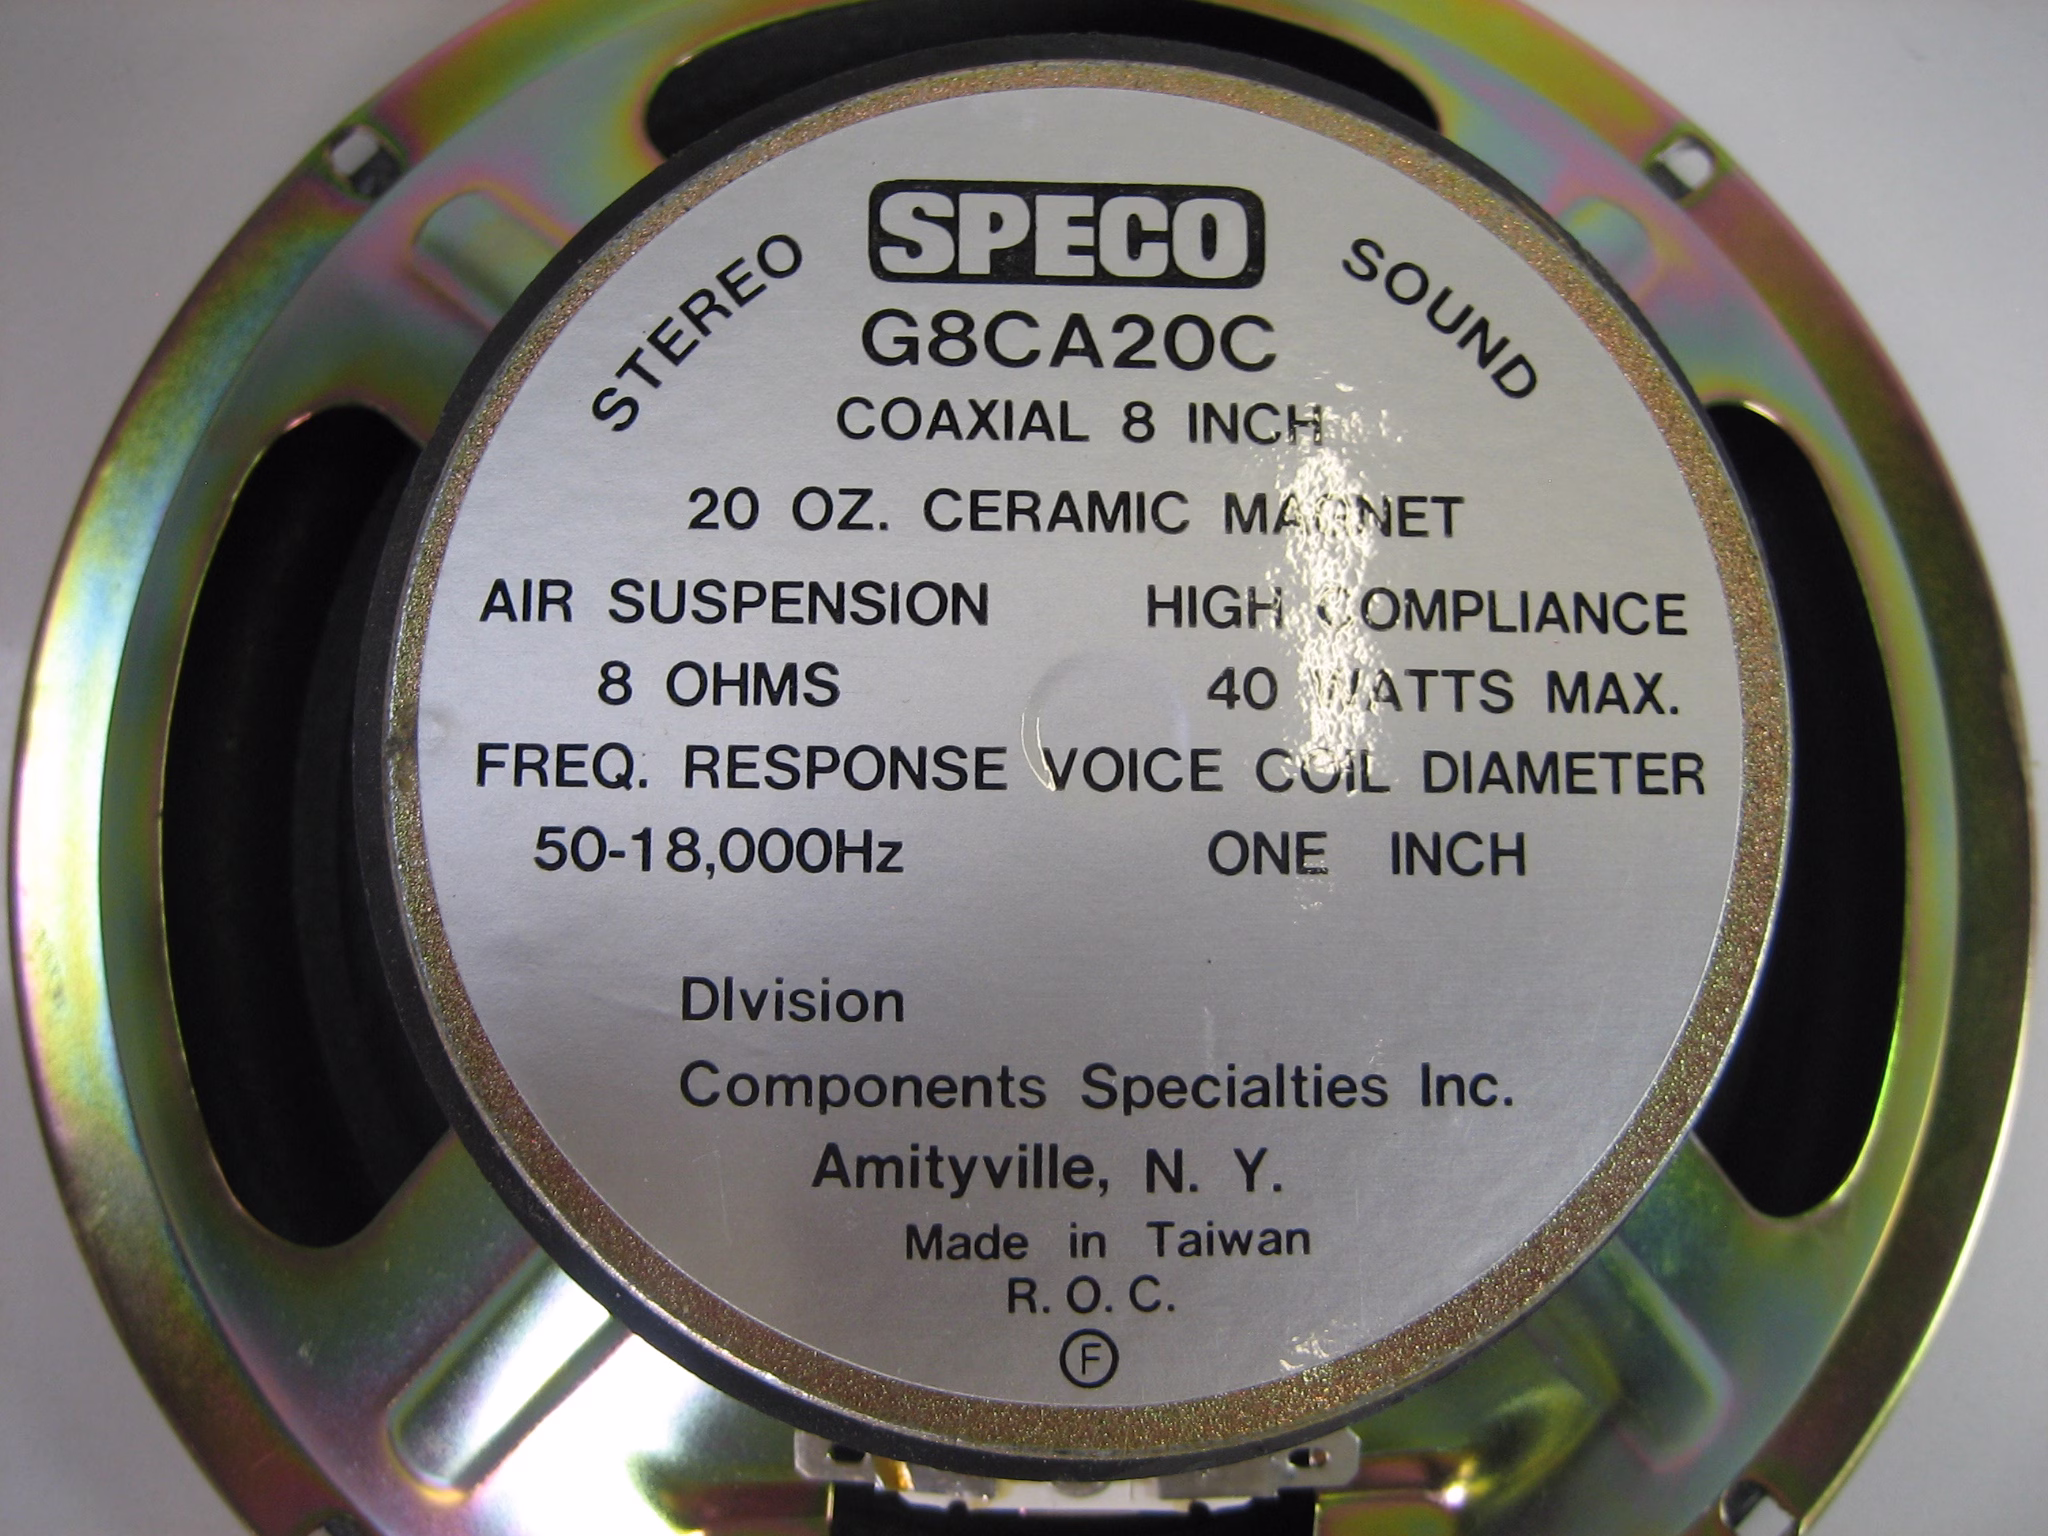 SPECO
STEREO SOUND
G8CA20C
COAXIAL 8 INCH
20 OZ. CERAMIC MAGNET
AIR SUSPENSION HIGH COMPLIANCE
8 OHMS 40 WATTS MAX.
FREQ. RESPONSE VOICE COIL DIAMETER
50-18,000Hz ONE INCH
DIvision
Components Specialties Inc.
Amityville, N. Y.
Made in Taiwan
R. O. C.
F